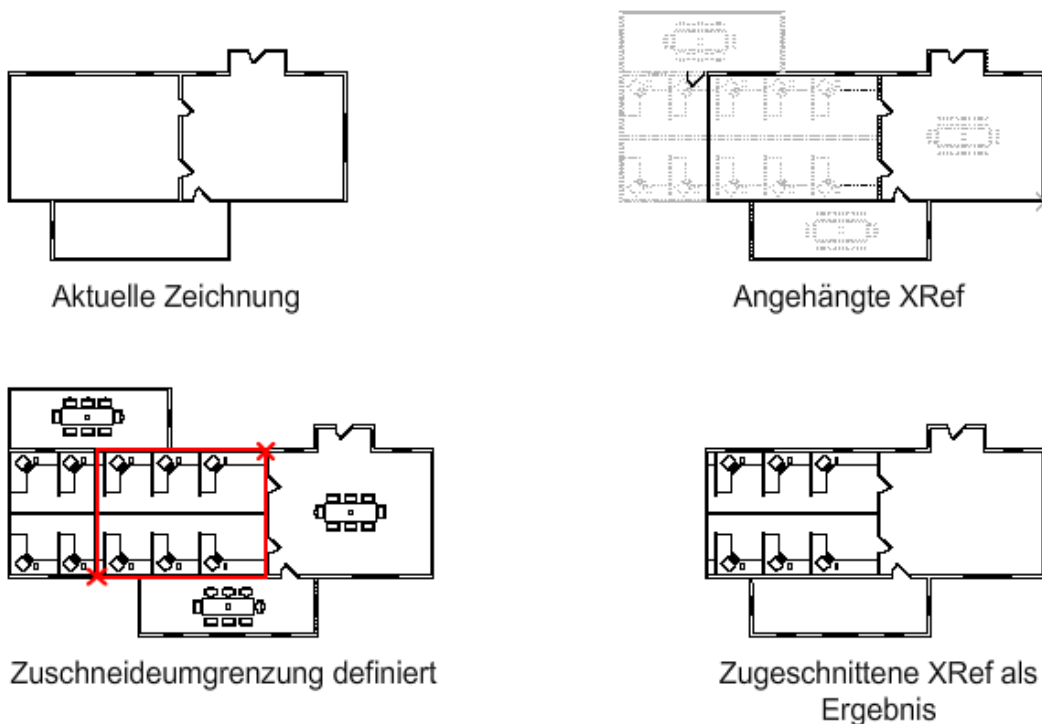 Aktuelle Zeichnung
Angehängte XRef
Zuschneideumgrenzung definiert
Zugeschnittene XRef als
Ergebnis